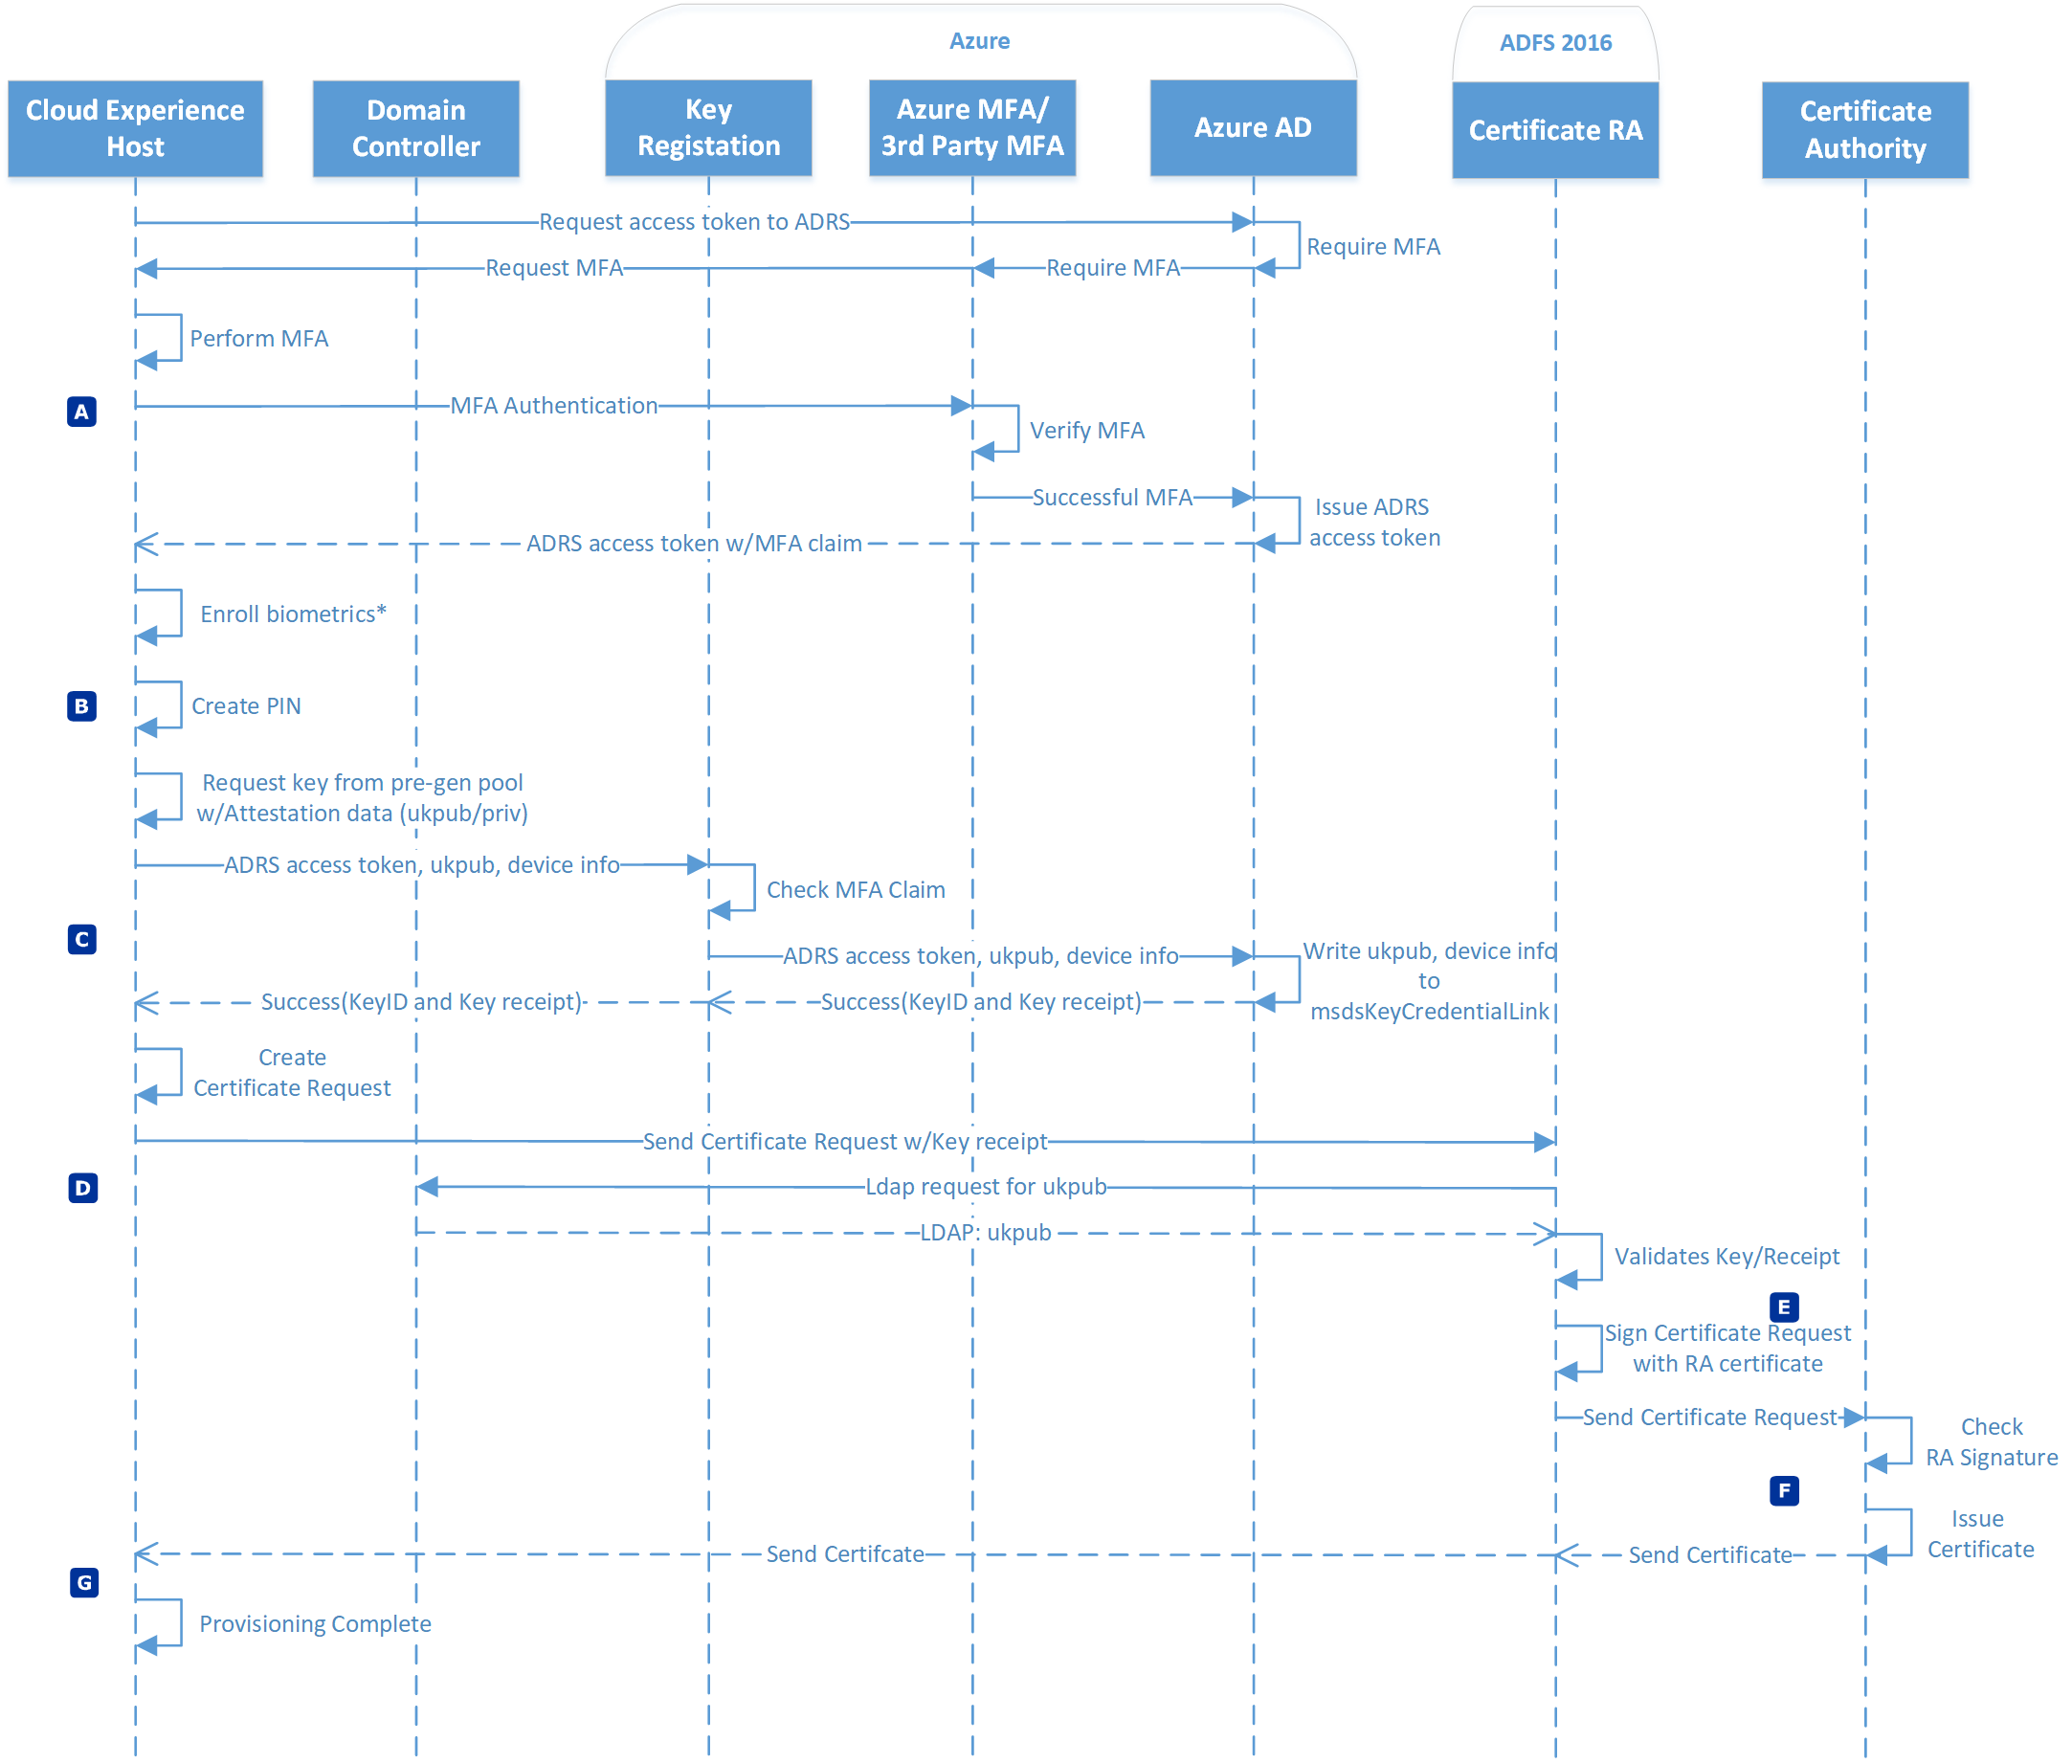 Azure
ADFS 2016
Cloud Experience
Host
Domain
Controller
Key
Registation
Azure MFA/
3rd Party MFA
Azure AD
Certificate RA
Certificate
Authority
Request access token to ADRS
Require MFA
Request MFA
Require MFA
Perform MFA
A
MFA Authentication
Verify MFA
Successful MFA
Issue ADRS
access token
ADRS access token w/MFA claim
Enroll biometrics*
B
Create PIN
Request key from pre-gen pool
w/Attestation data (ukpub/priv)
ADRS access token, ukpub, device info
Check MFA Claim
C
ADRS access token, ukpub, device info
Write ukpub, device info
to
msdsKeyCredentialLink
Success(KeyID and Key receipt)
Success(KeyID and Key receipt)
Create
Certificate Request
Send Certificate Request w/Key receipt
D
Ldap request for ukpub
LDAP: ukpub
Validates Key/Receipt
E
Sign Certificate Request
with RA certificate
Send Certificate Request
Check
RA Signature
F
Issue
Certificate
Send Certifcate
Send Certificate
G
Provisioning Complete